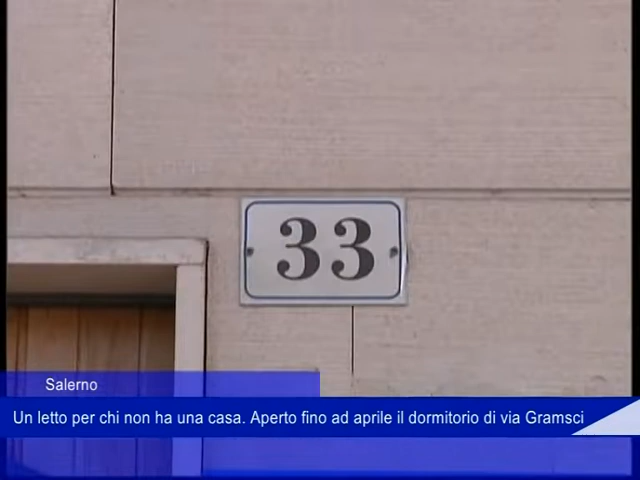 33
Salerno
Un letto per chi non ha una casa. Aperto fino ad aprile il dormitorio di via Gramsci